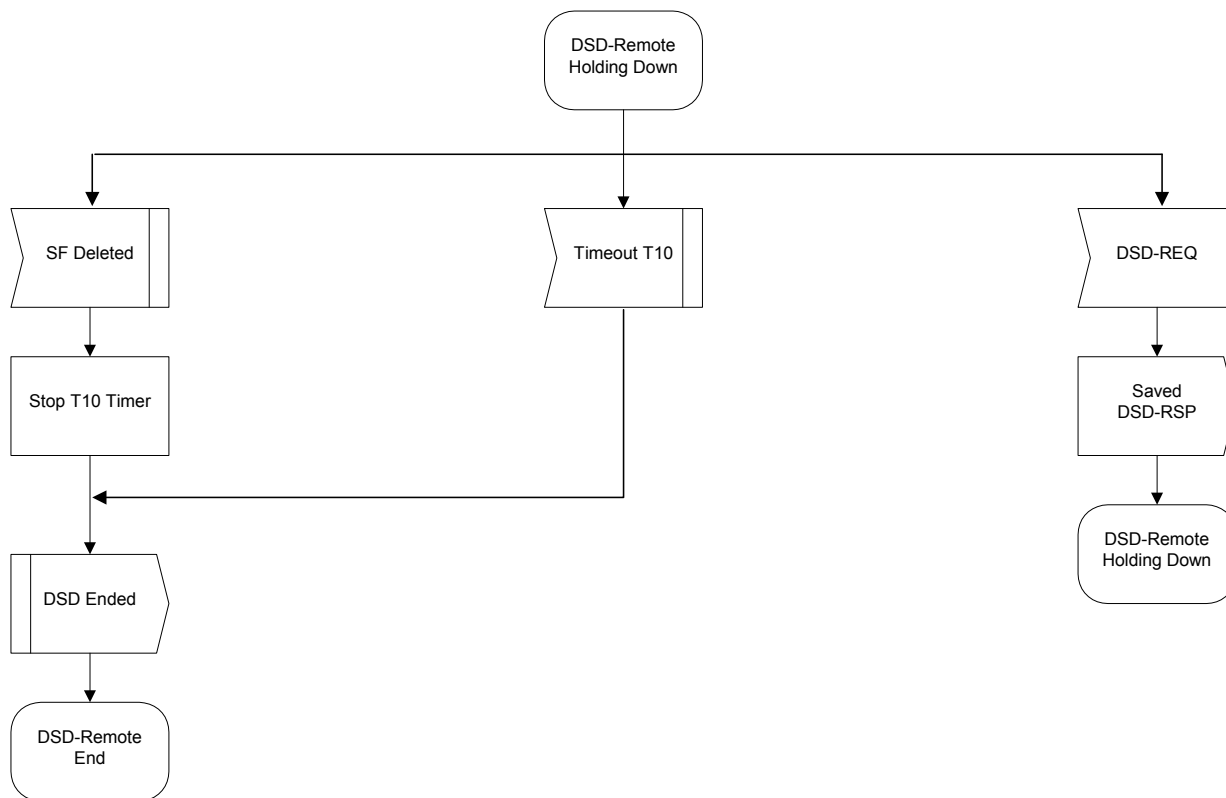 DSD-Remote
Holding Down
SF Deleted
Timeout T10
DSD-REQ
Stop T10 Timer
Saved
DSD-RSP
DSD Ended
DSD-Remote
Holding Down
DSD-Remote
End